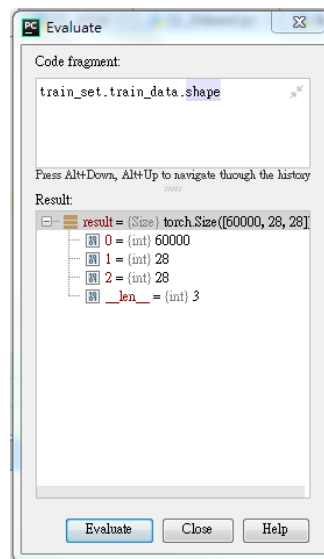 PC Evaluate
Code fragment:
train_set.train_data.shape
Press Alt+Down, Alt+Up to navigate through the history
Result:
result = {Size} torch.Size([60000, 28, 28]
0 = {int} 60000
1 = {int} 28
2 = {int} 28
__len__ = {int} 3
Evaluate Close Help